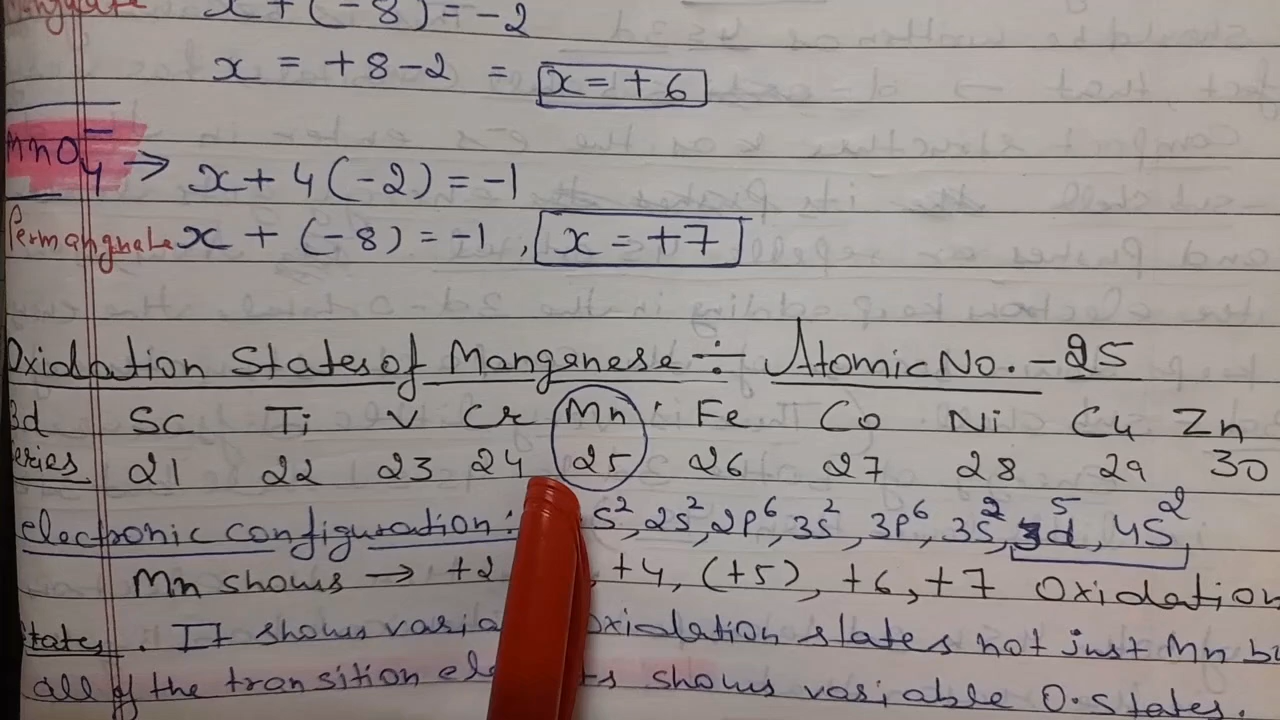 x + (-8) = -2
x = +8-2 = x = +6
MnO₄⁻ → x + 4(-2) = -1
Permanganate x + (-8) = -1, x = +7
Oxidation States of Manganese ÷ Atomic No. - 25
3d Sc Ti V Cr Mn Fe Co Ni Cu Zn
Series 21 22 23 24 25 26 27 28 29 30
electronic configuration: S², 2S², 2P⁶, 3S², 3P⁶, 3S², 3d⁵, 4S²,
Mn shows → +2 , +4, (+5), +6, +7 Oxidation
States. It shows oxidation states not just Mn
all of the transition shows variable O. States.